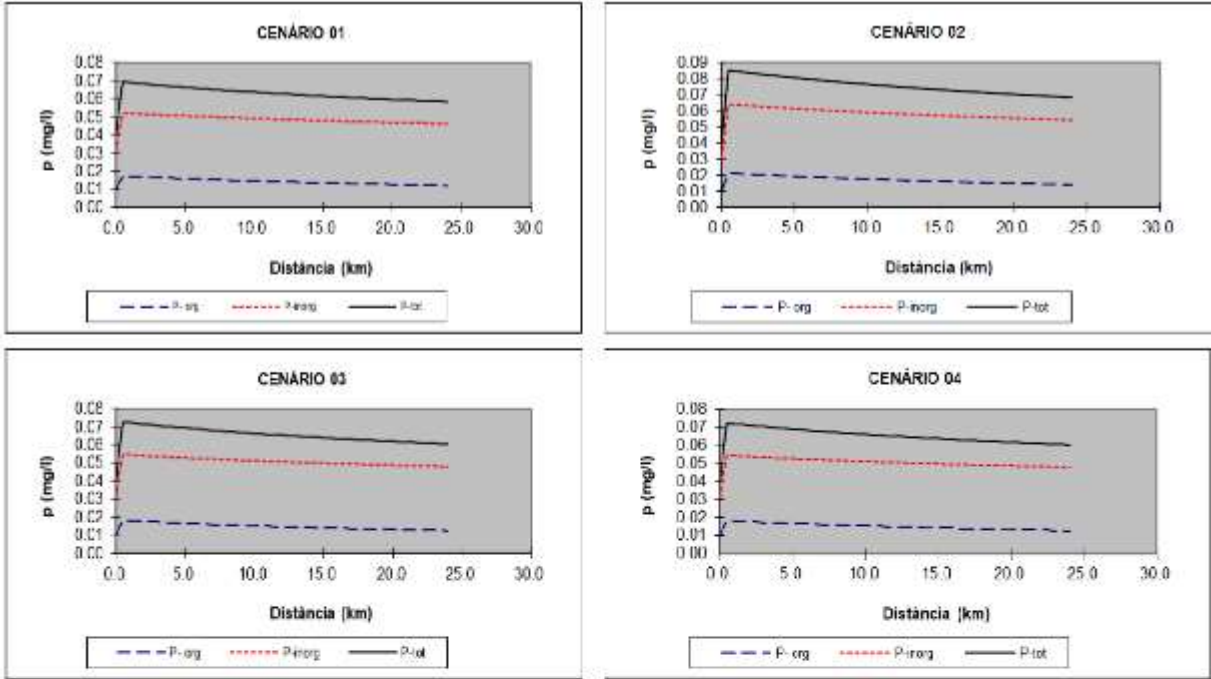 CENÁRIO 01
0.08
0.07
0.06
0.05
0.04
0.03
0.02
0.01
0.00
p (mg/l)
0.0 5.0 10.0 15.0 20.0 25.0 30.0
Distância (km)
P- org P-inorg P-tot
CENÁRIO 02
0.09
0.08
0.07
0.06
0.05
0.04
0.03
0.02
0.01
0.00
p (mg/l)
0.0 5.0 10.0 15.0 20.0 25.0 30.0
Distância (km)
P- org P-inorg P-tot
CENÁRIO 03
0.08
0.07
0.06
0.05
0.04
0.03
0.02
0.01
0.00
p (mg/l)
0.0 5.0 10.0 15.0 20.0 25.0 30.0
Distância (km)
P- org P-inorg P-tot
CENÁRIO 04
0.08
0.07
0.06
0.05
0.04
0.03
0.02
0.01
0.00
p (mg/l)
0.0 5.0 10.0 15.0 20.0 25.0 30.0
Distância (km)
P- org P-inorg P-tot